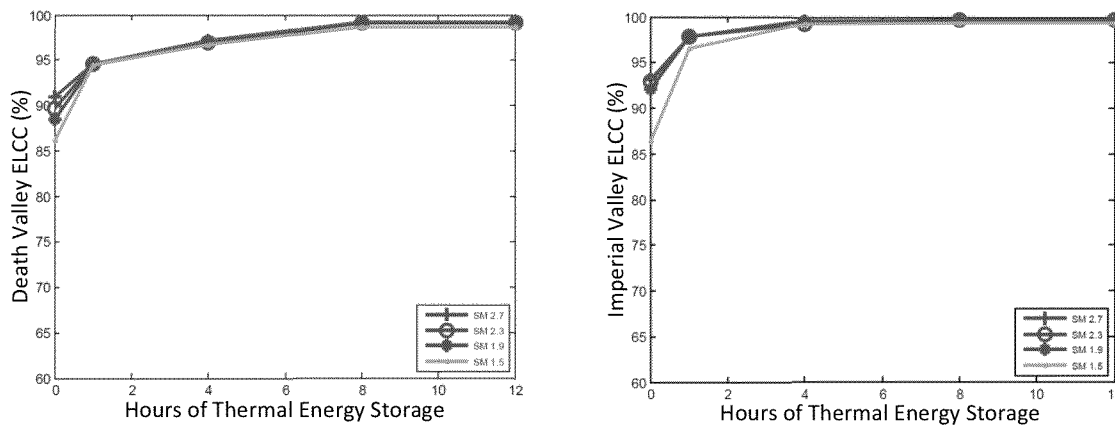 Death Valley ELCC (%)
100
95
90
85
80
75
70
65
60
0 2 4 6 8 10 12
Hours of Thermal Energy Storage
SM 2.7
SM 2.3
SM 1.9
SM 1.5
Imperial Valley ELCC (%)
100
95
90
85
80
75
70
65
60
0 2 4 6 8 10 1
Hours of Thermal Energy Storage
SM 2.7
SM 2.3
SM 1.9
SM 1.5